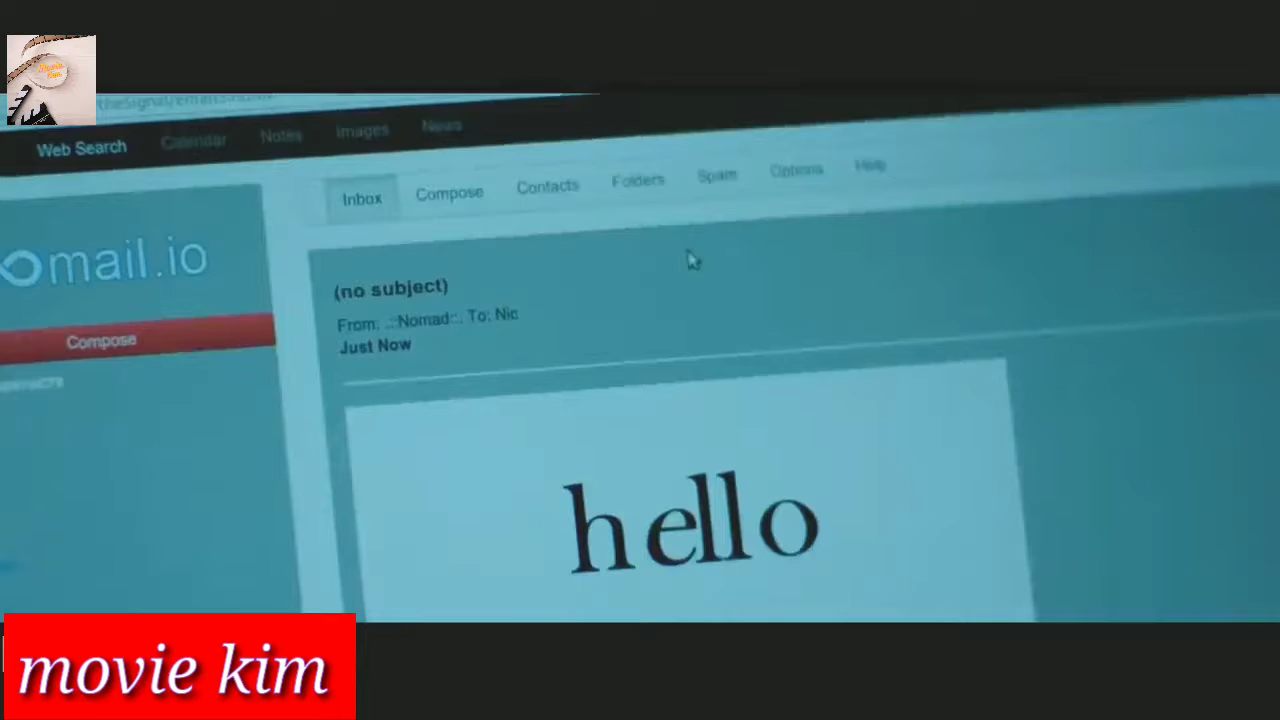 Web Search Calendar Notes Images News
Inbox Compose Contacts Folders Spam Options Help
mail.io
(no subject)
From: .::Nomad::. To: Nic
Just Now
Compose
hello
movie kim